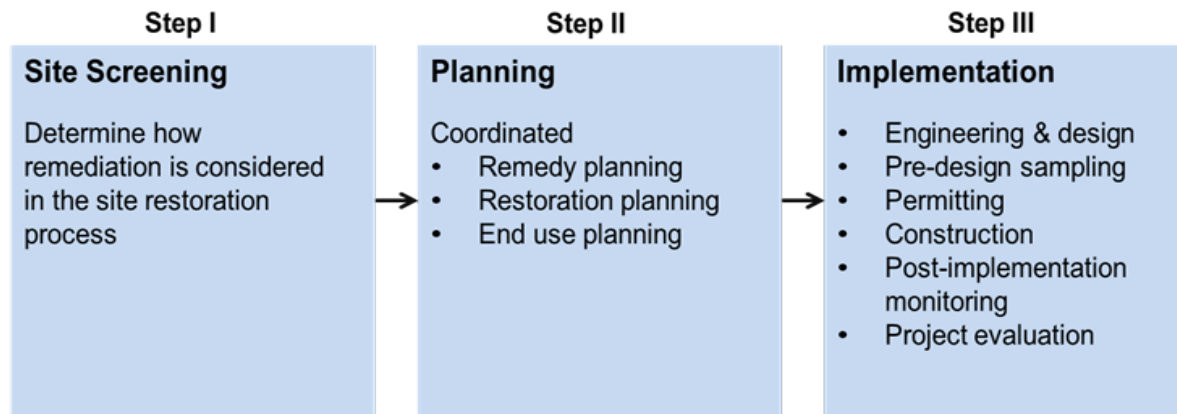 Step I
Site Screening
Determine how
remediation is considered
in the site restoration
process
Step II
Planning
Coordinated
• Remedy planning
• Restoration planning
• End use planning
Step III
Implementation
• Engineering & design
• Pre-design sampling
• Permitting
• Construction
• Post-implementation
monitoring
• Project evaluation